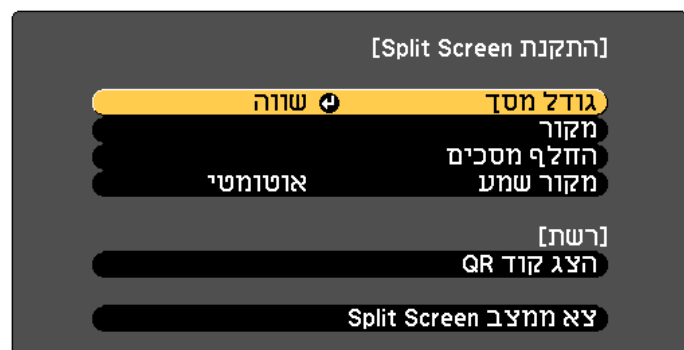 [התקנת Split Screen]
גודל מסך שווה
מקור
החלף מסכים
מקור שמע אוטומטי
[רשת]
הצג קוד QR
צא ממצב Split Screen